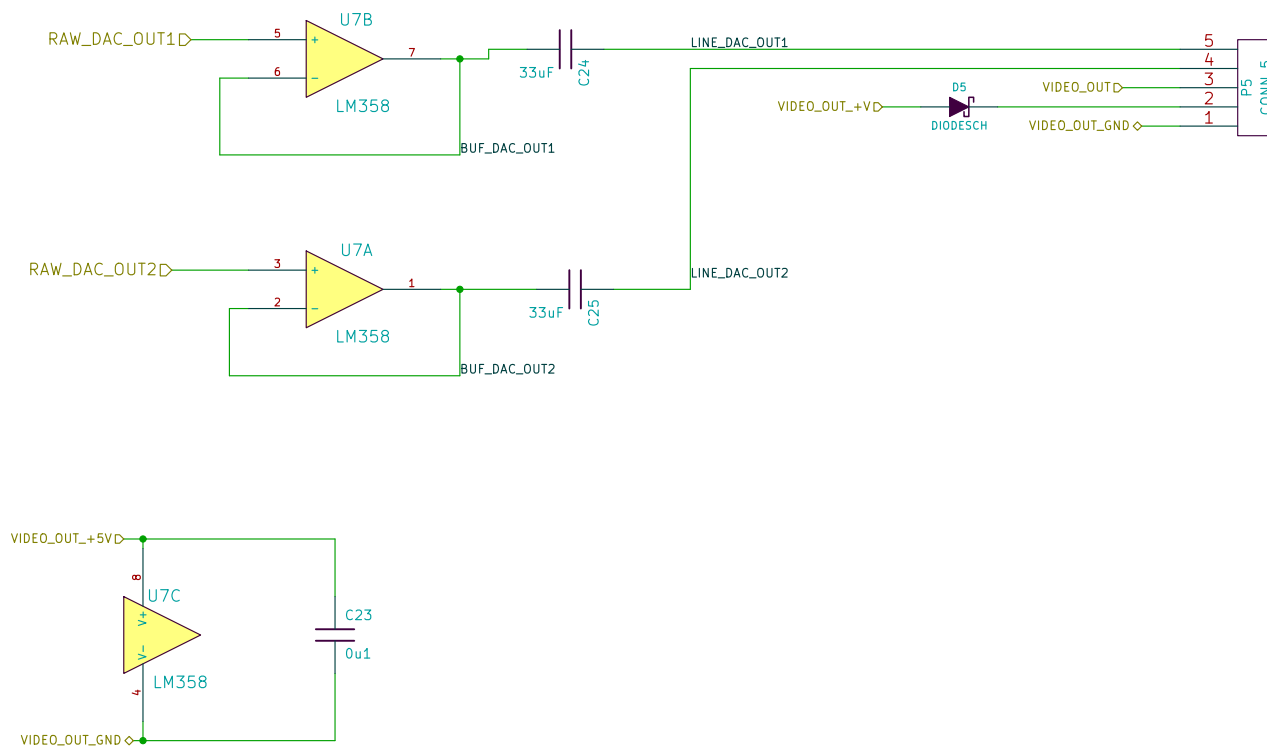 U7B
RAW_DAC_OUT1
5
+
7
6
−
LM358
33uF
C24
BUF_DAC_OUT1
LINE_DAC_OUT1
5
4
3
2
1
P5
CONN_5
VIDEO_OUT
D5
VIDEO_OUT_+V
DIODESCH
VIDEO_OUT_GND
U7A
RAW_DAC_OUT2
3
+
1
2
−
LM358
33uF
C25
BUF_DAC_OUT2
LINE_DAC_OUT2
VIDEO_OUT_+5V
8
U7C
V+
V-
LM358
4
C23
0u1
VIDEO_OUT_GND